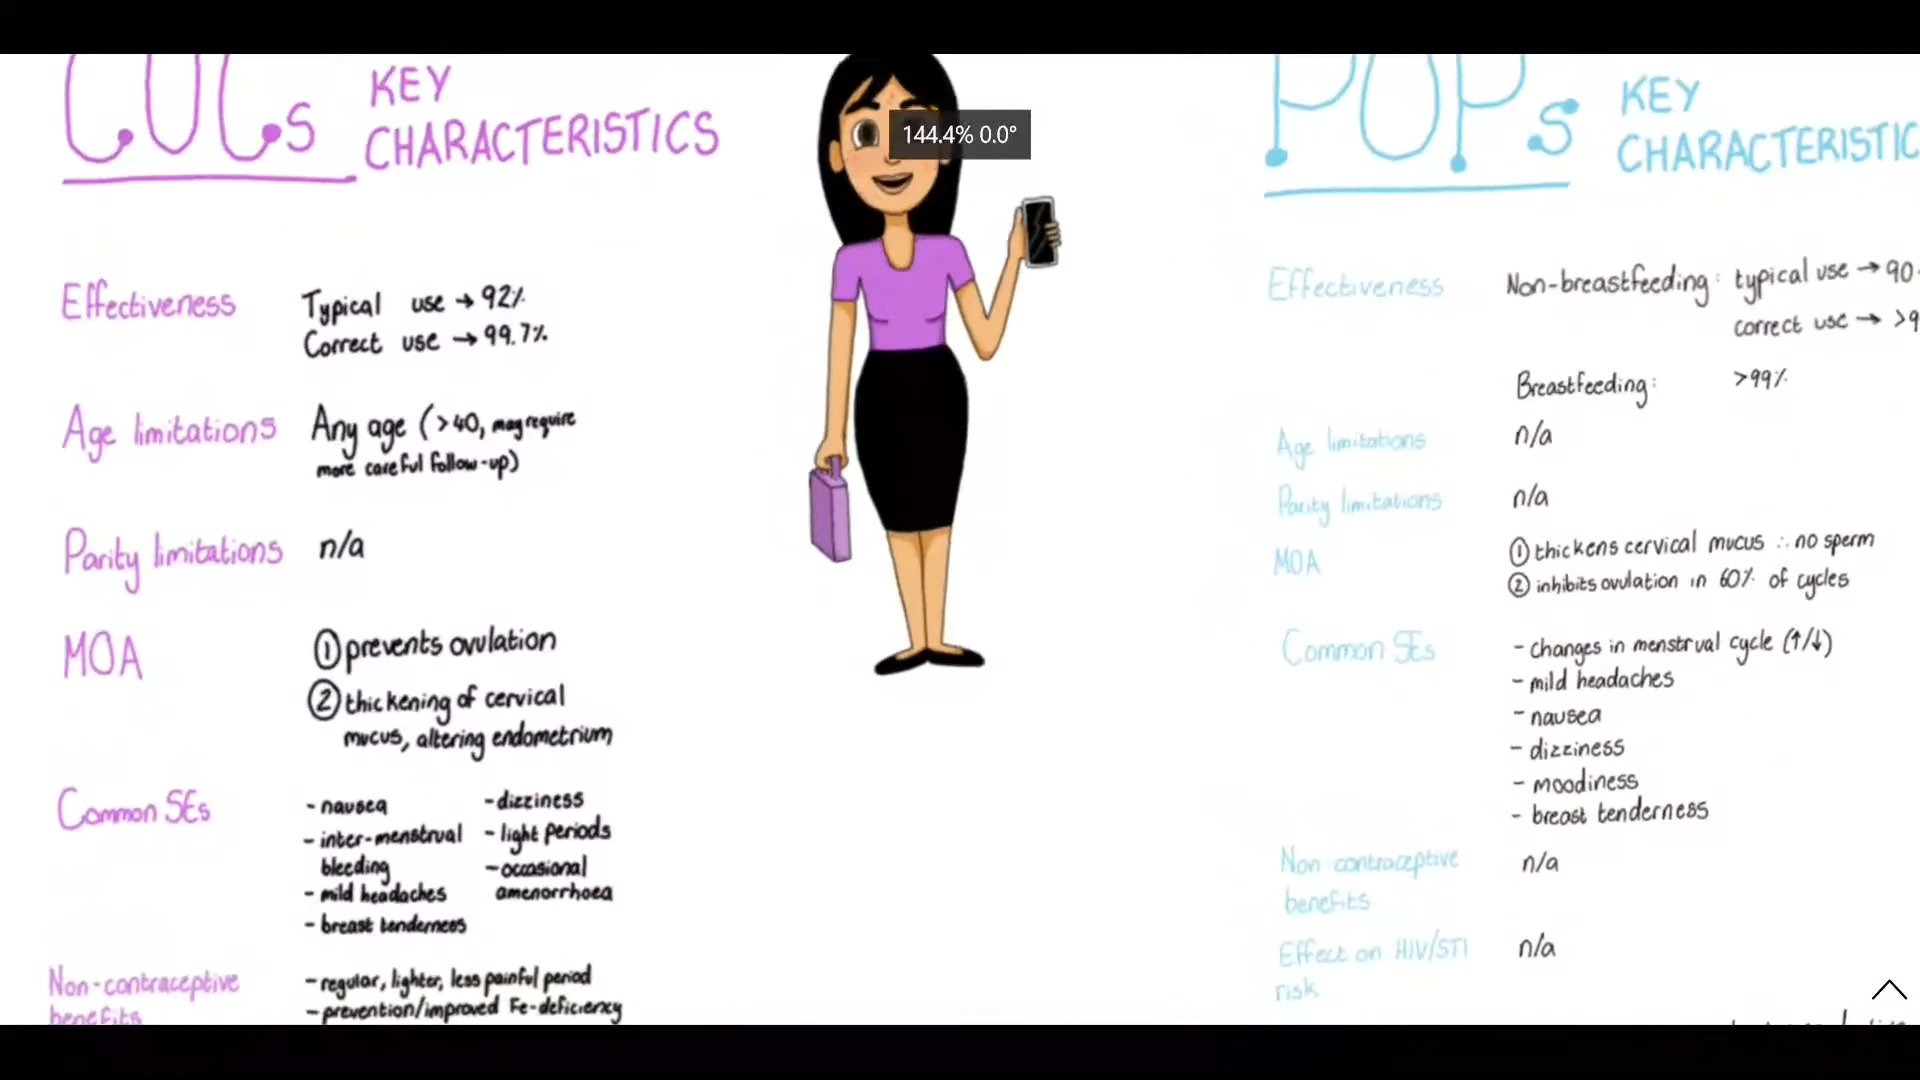 COCs KEY
CHARACTERISTICS
Effectiveness
Typical use → 92%
Correct use → 99.7%
Age limitations
Any age (>40, may require
more careful follow-up)
Parity limitations
n/a
MOA
① prevents ovulation
② thickening of cervical
mucus, altering endometrium
Common SEs
- nausea
- inter-menstrual
bleeding
- mild headaches
- breast tenderness
- dizziness
- light periods
- occasional
amenorrhoea
Non-contraceptive
benefits
- regular, lighter, less painful period
- prevention/improved Fe-deficiency
144.4% 0.0°
POPs KEY
CHARACTERISTIC
Effectiveness
Non-breastfeeding: typical use → 90
correct use → >9
Breastfeeding: >99%
Age limitations
n/a
Parity limitations
n/a
MOA
① thickens cervical mucus ∴ no sperm
② inhibits ovulation in 60% of cycles
Common SEs
- changes in menstrual cycle (↑/↓)
- mild headaches
- nausea
- dizziness
- moodiness
- breast tenderness
Non-contraceptive
benefits
n/a
Effect on HIV/STI
risk
n/a